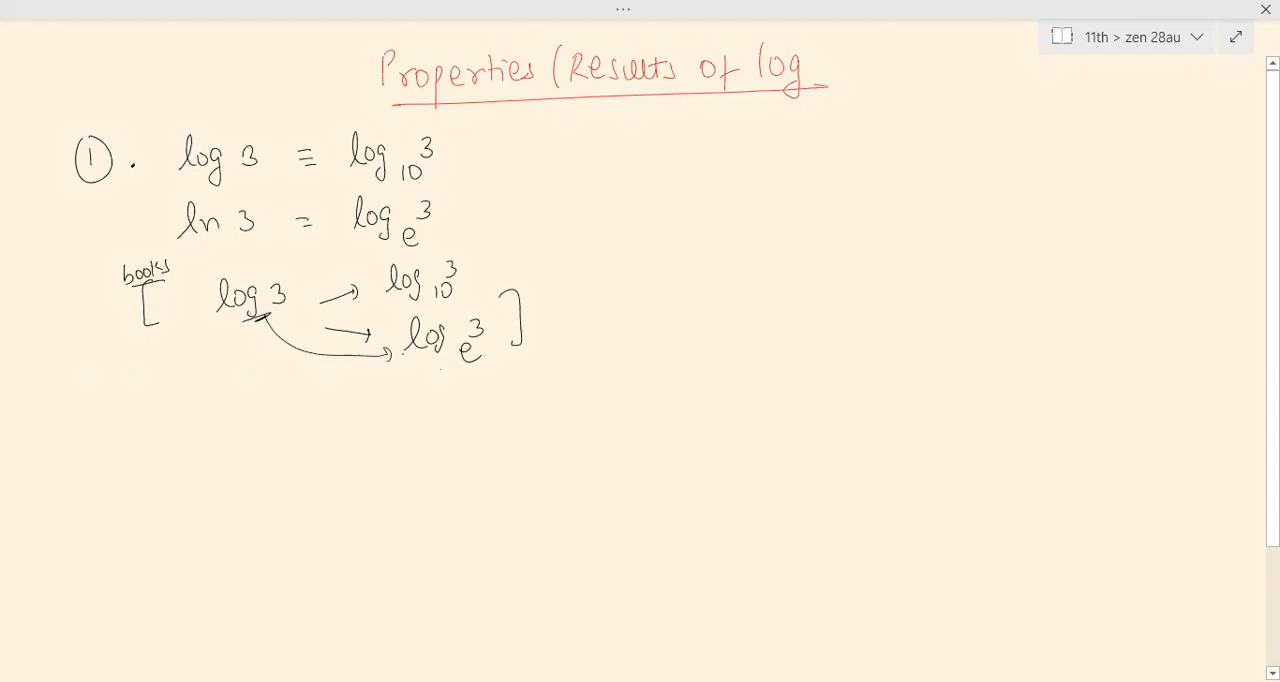 11th > zen 28au
Properties (Results of log
① . log 3 ≡ log₁₀3
ln 3 = logₑ3
books
[ log 3 → log₁₀3
→ logₑ3 ]